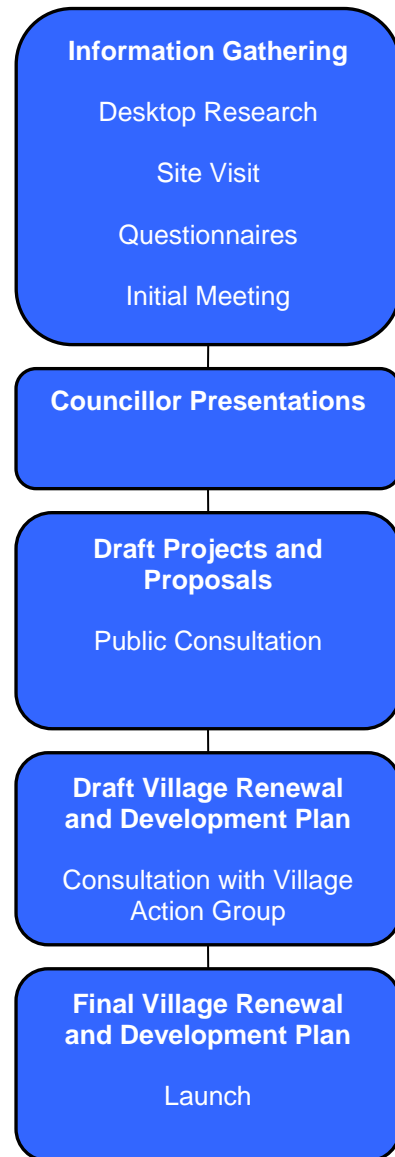 Information Gathering
Desktop Research
Site Visit
Questionnaires
Initial Meeting
Councillor Presentations
Draft Projects and
Proposals
Public Consultation
Draft Village Renewal
and Development Plan
Consultation with Village
Action Group
Final Village Renewal
and Development Plan
Launch